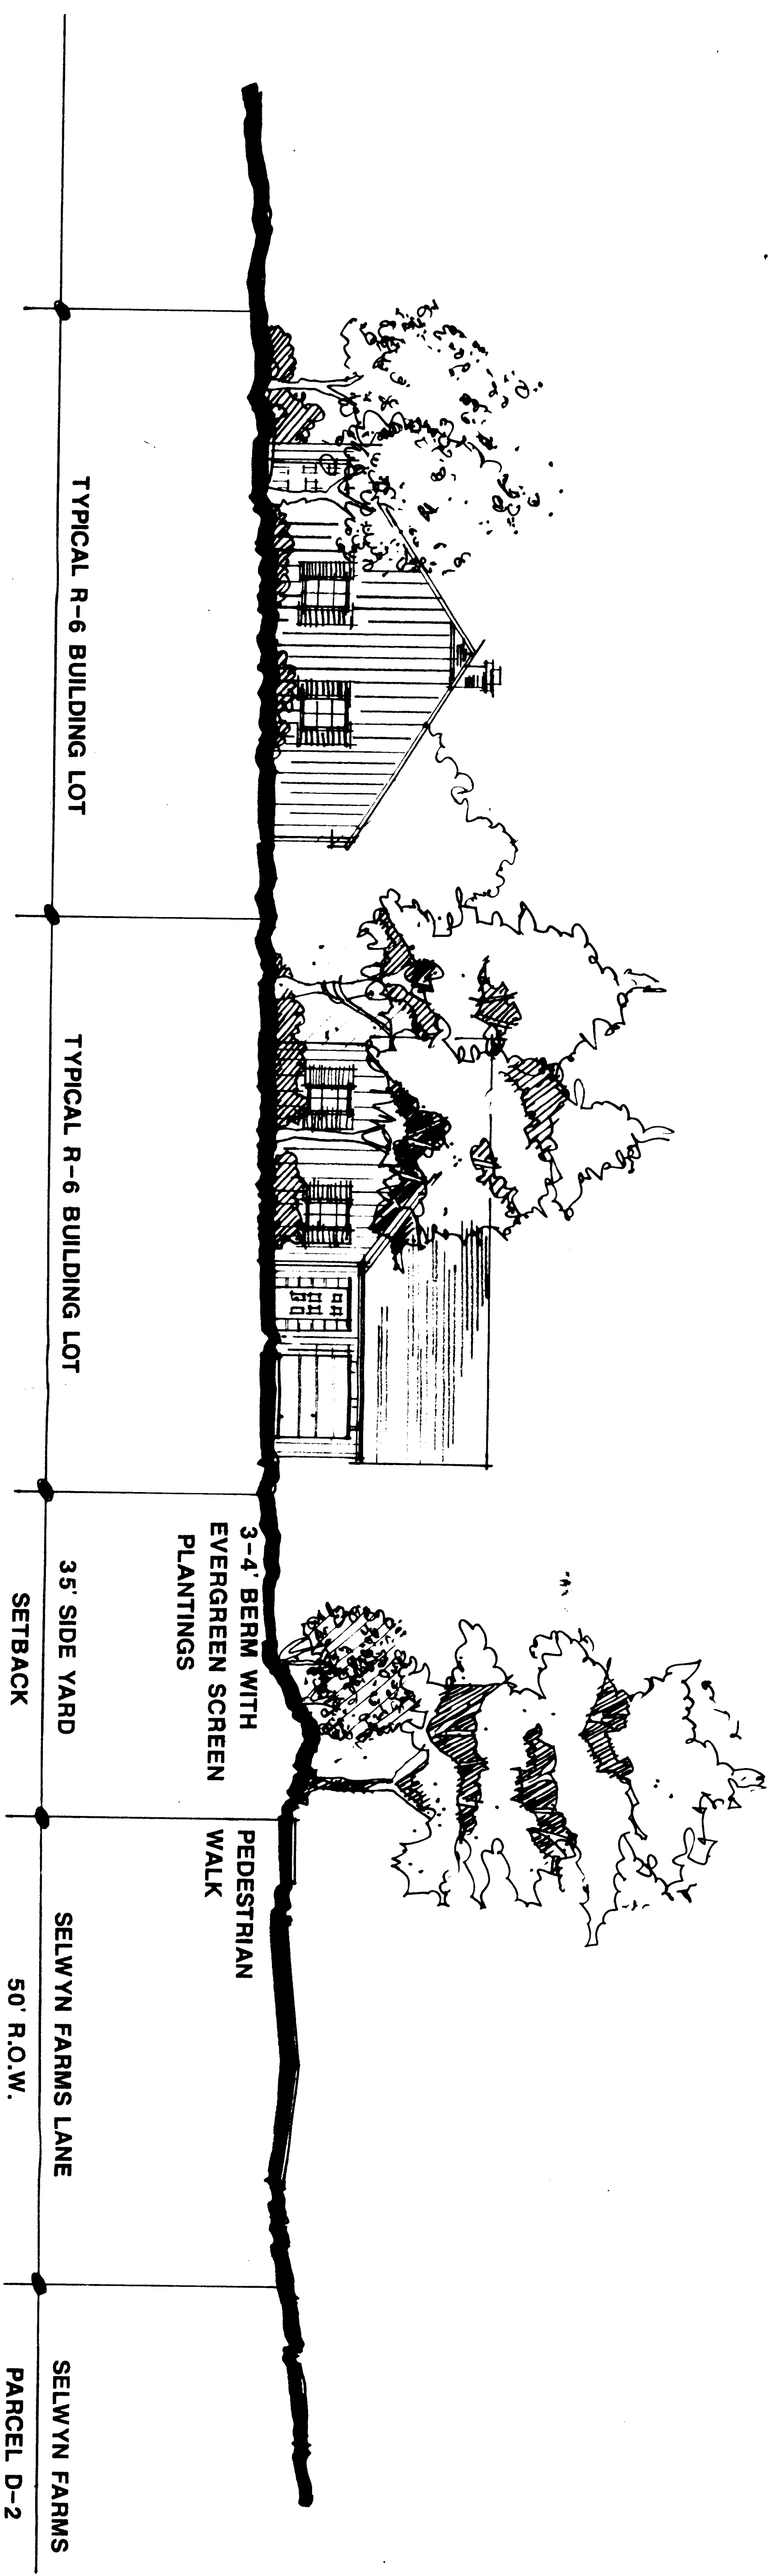 TYPICAL R-6 BUILDING LOT
TYPICAL R-6 BUILDING LOT
3-4' BERM WITH
EVERGREEN SCREEN
PLANTINGS
35' SIDE YARD
SETBACK
PEDESTRIAN
WALK
SELWYN FARMS LANE
50' R.O.W.
SELWYN FARMS
PARCEL D-2